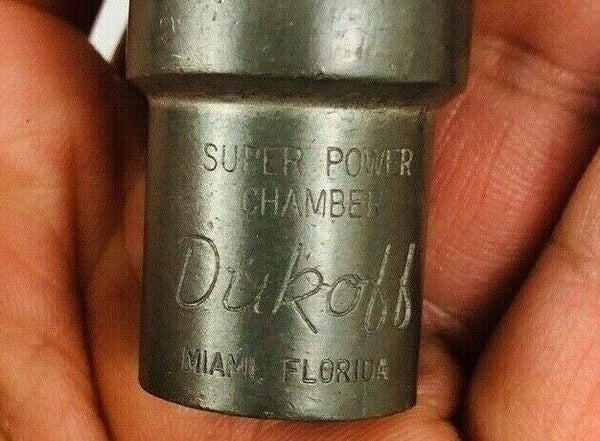 SUPER POWER
CHAMBER
Dukoff
MIAMI, FLORIDA